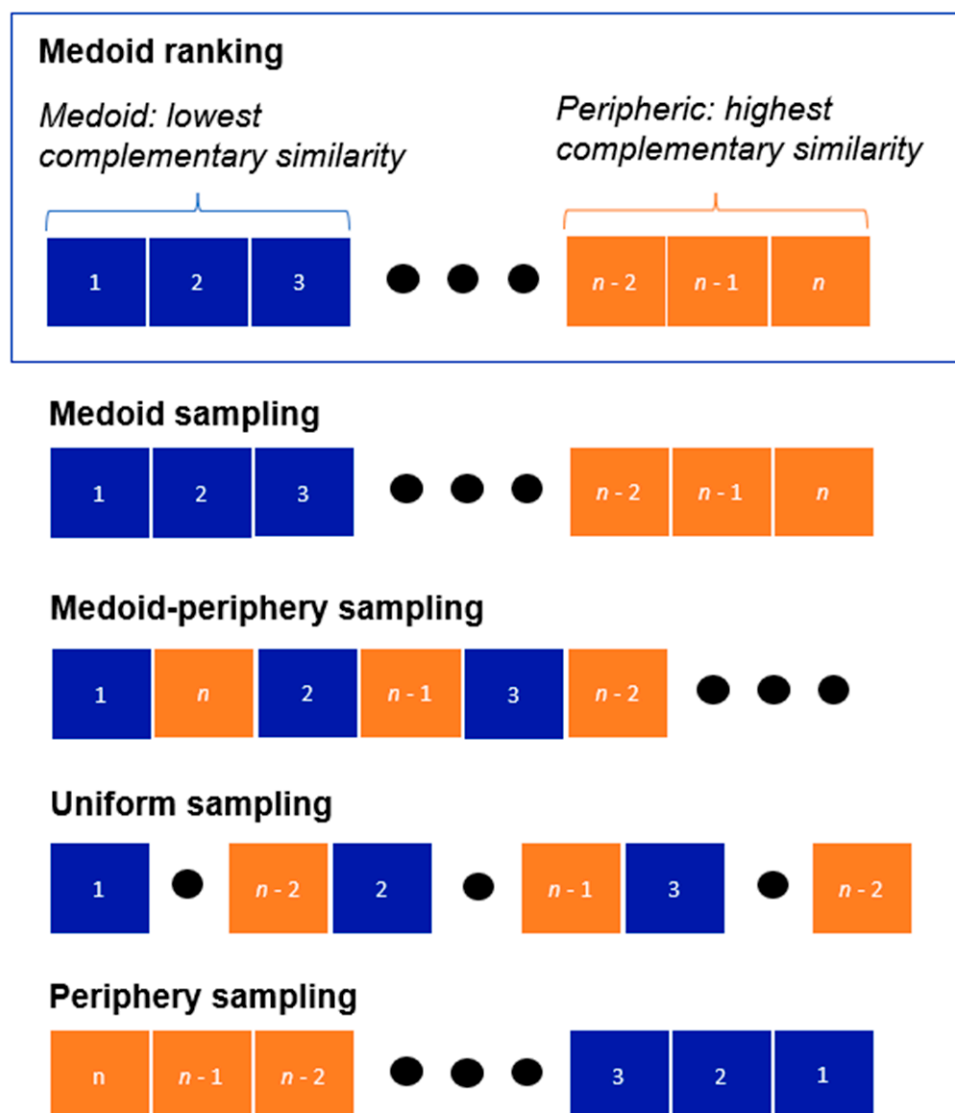 Medoid ranking
Medoid: lowest complementary similarity
Peripheric: highest complementary similarity
1 2 3 n - 2 n - 1 n
Medoid sampling
1 2 3 n - 2 n - 1 n
Medoid-periphery sampling
1 n 2 n - 1 3 n - 2
Uniform sampling
1 n - 2 2 n - 1 3 n - 2
Periphery sampling
n n - 1 n - 2 3 2 1